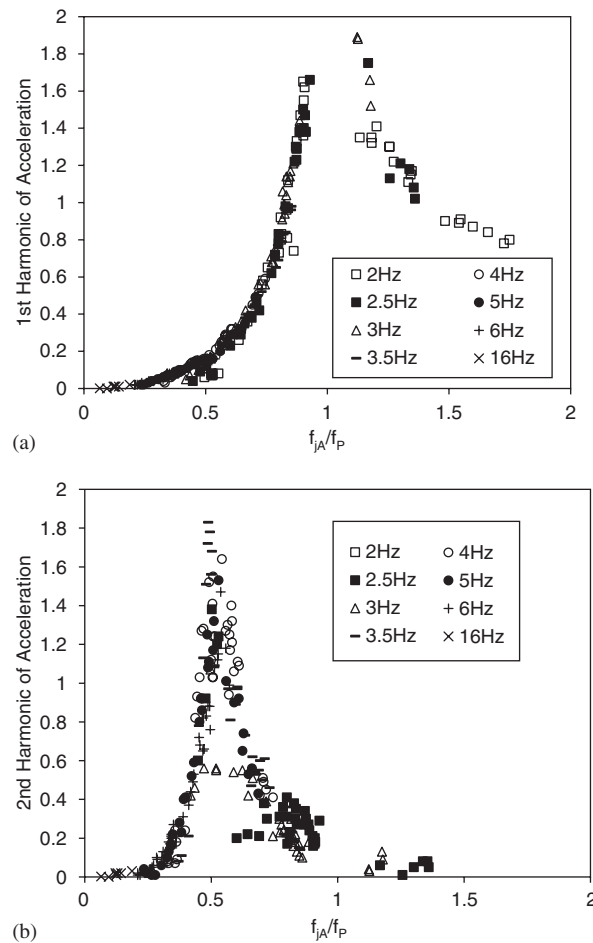 2
1.8
1.6
1.4
1.2
1
0.8
0.6
0.4
0.2
0
1st Harmonic of Acceleration
2Hz 4Hz
2.5Hz 5Hz
3Hz 6Hz
3.5Hz 16Hz
0 0.5 1 1.5 2
(a) fjA/fP
2
1.8
1.6
1.4
1.2
1
0.8
0.6
0.4
0.2
0
2nd Harmonic of Acceleration
2Hz 4Hz
2.5Hz 5Hz
3Hz 6Hz
3.5Hz 16Hz
0 0.5 1 1.5 2
(b) fjA/fP